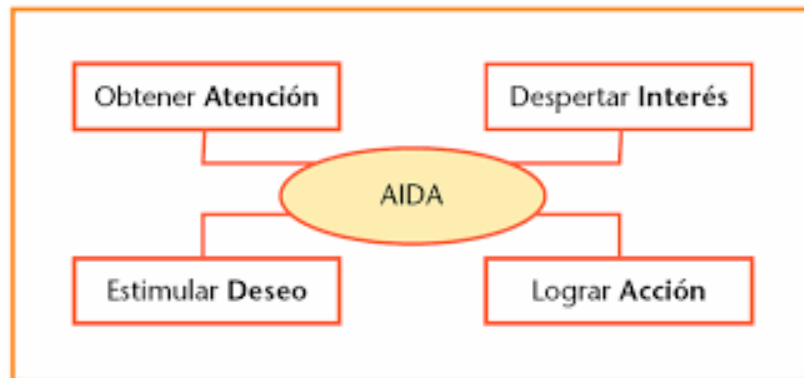 Obtener Atención
Despertar Interés
AIDA
Estimular Deseo
Lograr Acción